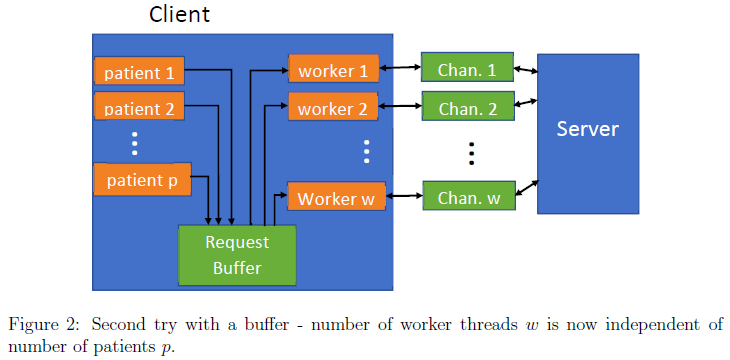 Client
patient 1
patient 2
patient p
Request
Buffer
worker 1
worker 2
Worker w
Chan. 1
Chan. 2
Chan. w
Server
Figure 2: Second try with a buffer - number of worker threads w is now independent of
number of patients p.